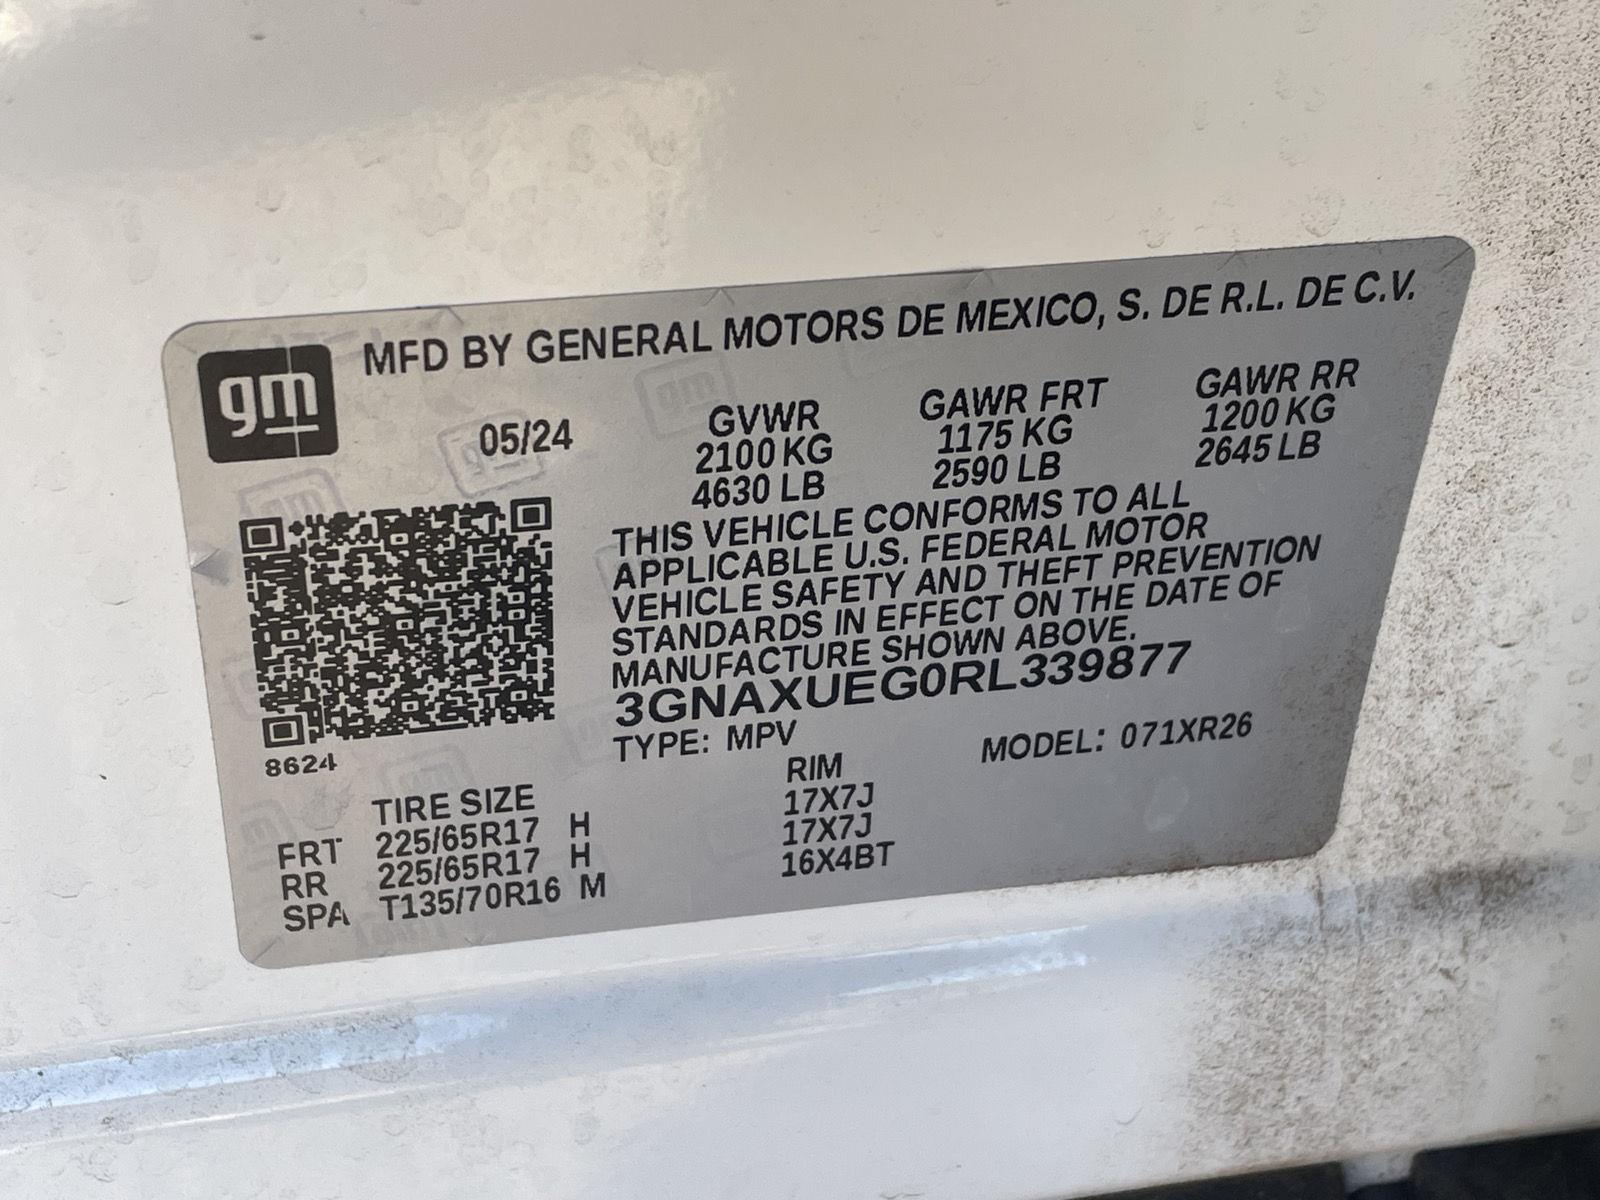 gm
MFD BY GENERAL MOTORS DE MEXICO, S. DE R.L. DE C.V.
05/24 GVWR GAWR FRT GAWR RR
2100 KG 1175 KG 1200 KG
4630 LB 2590 LB 2645 LB
THIS VEHICLE CONFORMS TO ALL
APPLICABLE U.S. FEDERAL MOTOR
VEHICLE SAFETY AND THEFT PREVENTION
STANDARDS IN EFFECT ON THE DATE OF
MANUFACTURE SHOWN ABOVE.
3GNAXUEG0RL339877
8624
TYPE: MPV MODEL: 071XR26
TIRE SIZE RIM
FRT 225/65R17 H 17X7J
RR 225/65R17 H 17X7J
SPA T135/70R16 M 16X4BT